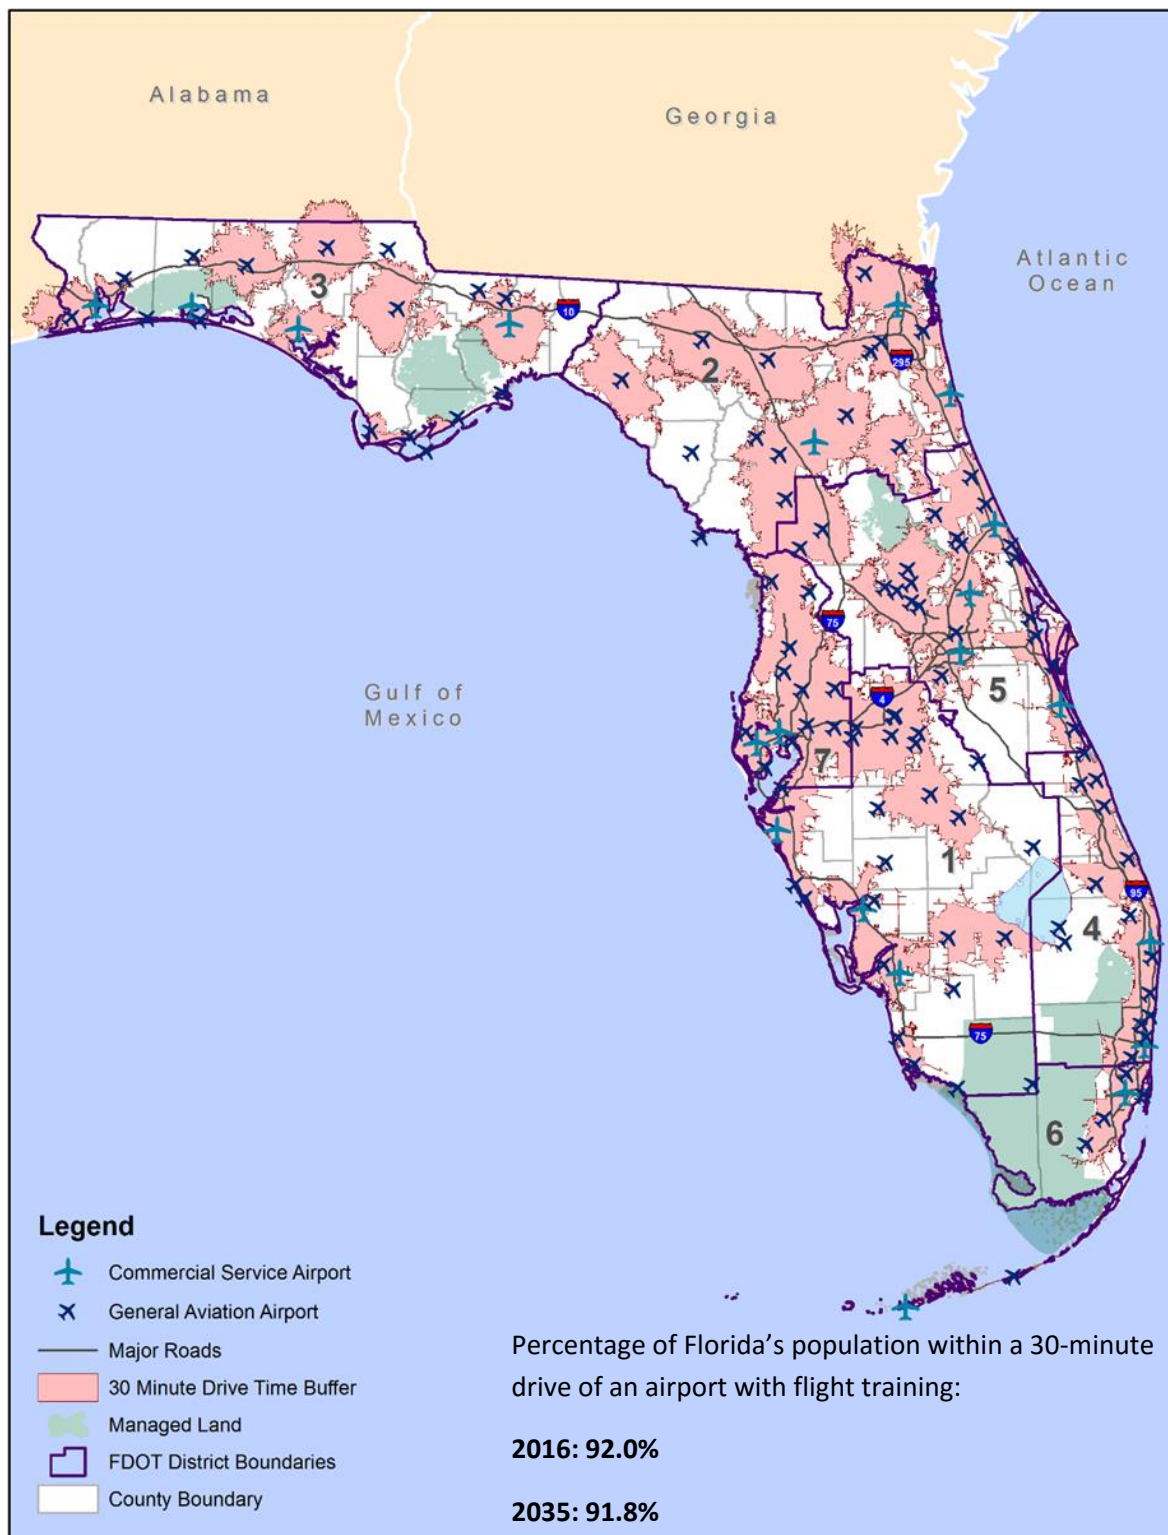 Alabama
Georgia
Atlantic
Ocean
3
10
2
295
75
Gulf of
Mexico
4
5
7
1
95
4
75
6
Legend
Commercial Service Airport
General Aviation Airport
Major Roads
30 Minute Drive Time Buffer
Managed Land
FDOT District Boundaries
County Boundary
Percentage of Florida’s population within a 30-minute
drive of an airport with flight training:
2016: 92.0%
2035: 91.8%